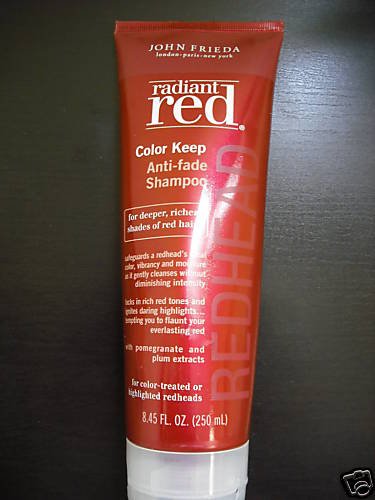 JOHN FRIEDA
london·paris·new york
radiant
red®
Color Keep
Anti-fade
Shampoo
for deeper, richer
shades of red hair
safeguards a redhead's
color, vibrancy and moisture
as it gently cleanses without
diminishing intensity
locks in rich red tones and
ignites daring highlights...
tempting you to flaunt your
everlasting red
with pomegranate and
plum extracts
for color-treated or
highlighted redheads
8.45 FL. OZ. (250 mL)
REDHEAD